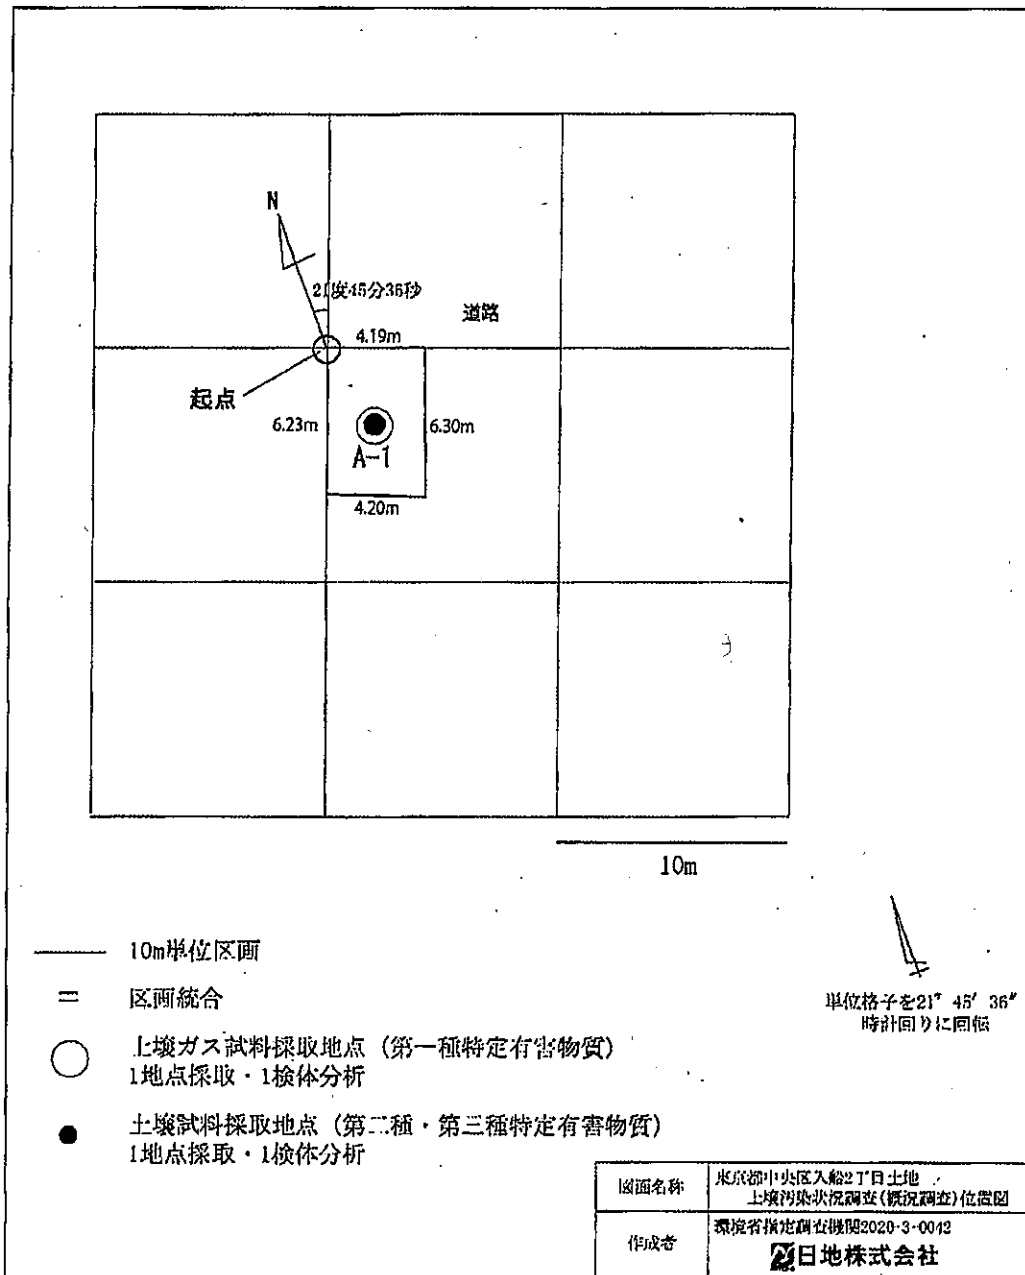 N
21度45分36秒
道路
4.19m
起点
6.23m
6.30m
A-1
4.20m
10m
10m単位区画
区画統合
単位格子を21° 45′ 36″
時計回りに回転
土壌ガス試料採取地点（第一種特定有害物質）
1地点採取・1検体分析
土壌試料採取地点（第二種・第三種特定有害物質）
1地点採取・1検体分析
図面名称
東京都中央区入船2丁目土地
土壌汚染状況調査(概況調査)位置図
作成者
環境省指定調査機関2020-3-0042
日地株式会社